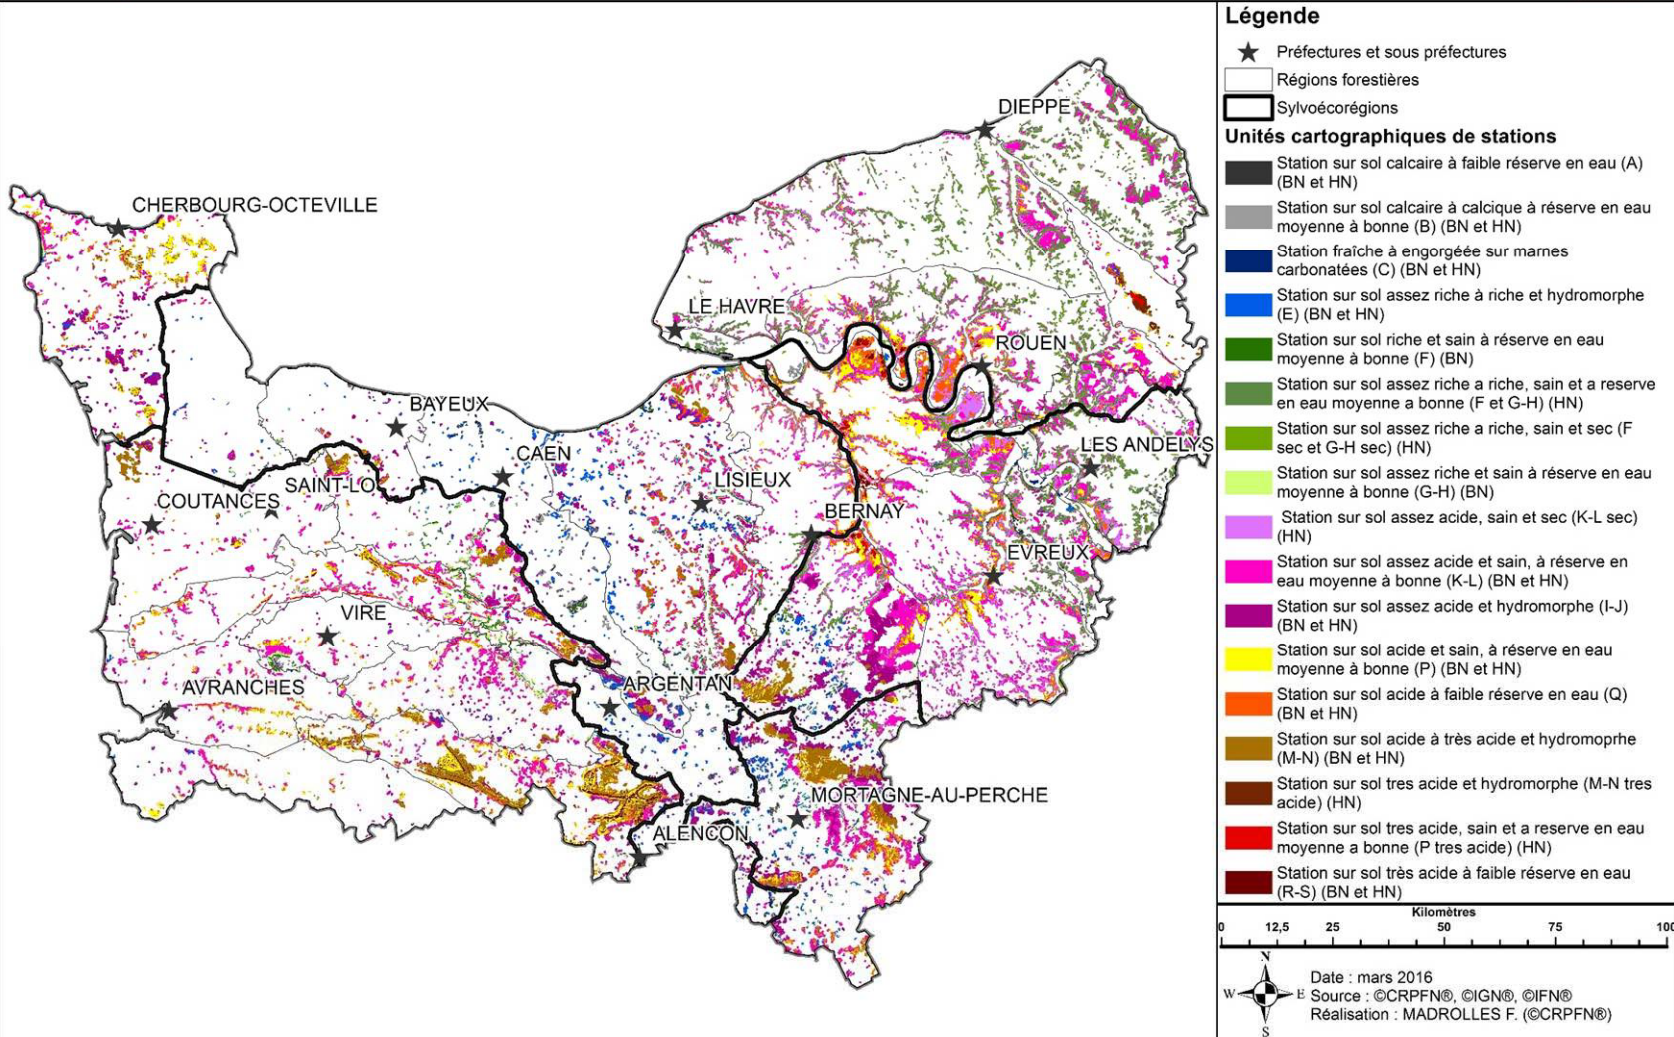 DIEPPE
CHERBOURG-OCTEVILLE
LE HAVRE
ROUEN
BAYEUX
CAEN
LES ANDELYS
SAINT-LO
LISIEUX
COUTANCES
BERNAY
EVREUX
VIRE
AVRANCHES
ARGENTAN
MORTAGNE-AU-PERCHE
ALENCON
Légende
Préfectures et sous préfectures
Régions forestières
Sylvoécorégions
Unités cartographiques de stations
Station sur sol calcaire à faible réserve en eau (A)
(BN et HN)
Station sur sol calcaire à calcique à réserve en eau
moyenne à bonne (B) (BN et HN)
Station fraîche à engorgéée sur marnes
carbonatées (C) (BN et HN)
Station sur sol assez riche à riche et hydromorphe
(E) (BN et HN)
Station sur sol riche et sain à réserve en eau
moyenne à bonne (F) (BN)
Station sur sol assez riche a riche, sain et a reserve
en eau moyenne a bonne (F et G-H) (HN)
Station sur sol assez riche a riche, sain et sec (F
sec et G-H sec) (HN)
Station sur sol assez riche et sain à réserve en eau
moyenne à bonne (G-H) (BN)
Station sur sol assez acide, sain et sec (K-L sec)
(HN)
Station sur sol assez acide et sain, à réserve en
eau moyenne à bonne (K-L) (BN et HN)
Station sur sol assez acide et hydromorphe (I-J)
(BN et HN)
Station sur sol acide et sain, à réserve en eau
moyenne à bonne (P) (BN et HN)
Station sur sol acide à faible réserve en eau (Q)
(BN et HN)
Station sur sol acide à très acide et hydromoprhe
(M-N) (BN et HN)
Station sur sol tres acide et hydromorphe (M-N tres
acide) (HN)
Station sur sol tres acide, sain et a reserve en eau
moyenne a bonne (P tres acide) (HN)
Station sur sol très acide à faible réserve en eau
(R-S) (BN et HN)
Kilomètres
0 12,5 25 50 75 100
N
W E
S
Date : mars 2016
Source : ©CRPFN®, ©IGN®, ©IFN®
Réalisation : MADROLLES F. (©CRPFN®)